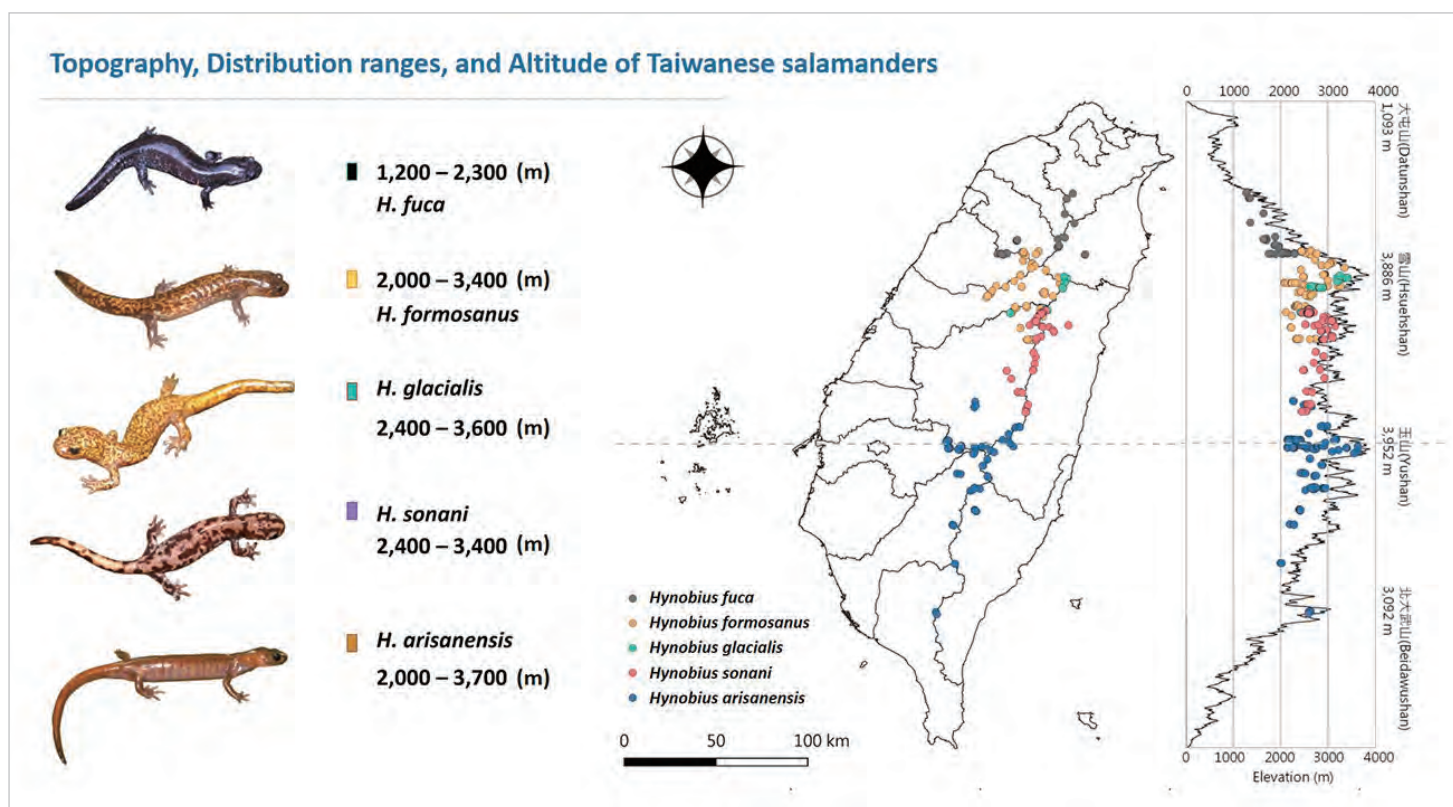 Topography, Distribution ranges, and Altitude of Taiwanese salamanders
1,200 – 2,300 (m)
H. fuca
2,000 – 3,400 (m)
H. formosanus
H. glacialis
2,400 – 3,600 (m)
H. sonani
2,400 – 3,400 (m)
H. arisanensis
2,000 – 3,700 (m)
Hynobius fuca
Hynobius formosanus
Hynobius glacialis
Hynobius sonani
Hynobius arisanensis
0 50 100 km
0 1000 2000 3000 4000
大屯山(Datunshan)
1,093 m
雪山(Hsuehshan)
3,886 m
玉山(Yushan)
3,952 m
北大武山(Beidawushan)
3,092 m
0 1000 2000 3000 4000
Elevation (m)